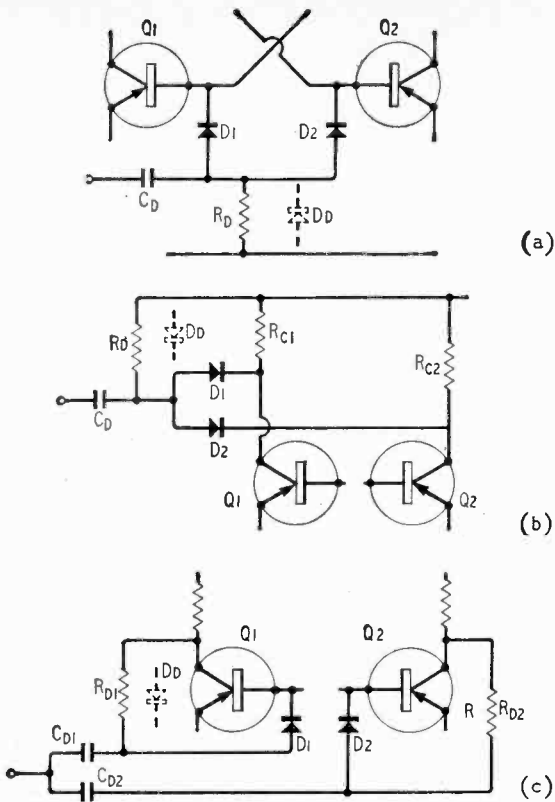 Q1 Q2
D1 D2
CD RD DD
(a)
RD DD RC1 RC2
D1
CD
D2
Q1 Q2
(b)
Q1 Q2
RD1 DD R RD2
CD1 D1 D2
CD2
(c)